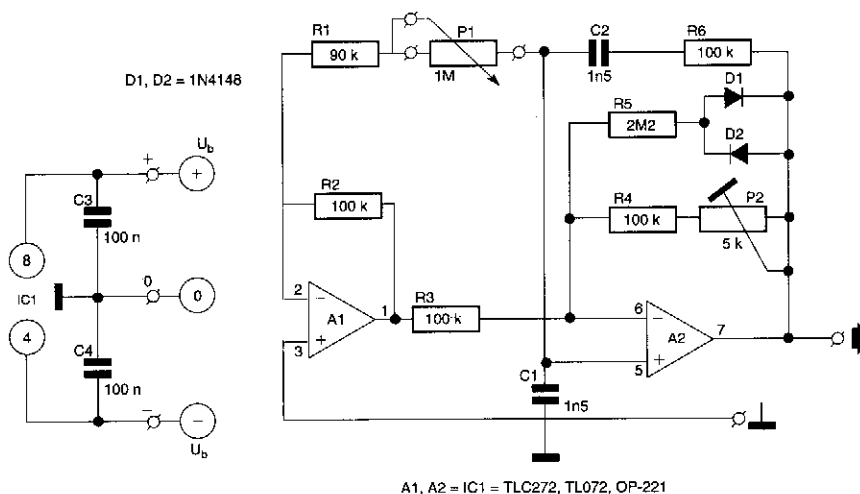 R1
90 k
P1
1M
C2
1n5
R6
100 k
D1, D2 = 1N4148
D1
R5
2M2
D2
+
Ub
+
C3
100 n
8
R2
100 k
R4
100 k
P2
5 k
IC1
0
0
2
−
A1
1
3
+
R3
100 k
6
−
A2
7
5
+
4
C4
100 n
C1
1n5
−
−
Ub
A1, A2 = IC1 = TLC272, TL072, OP-221